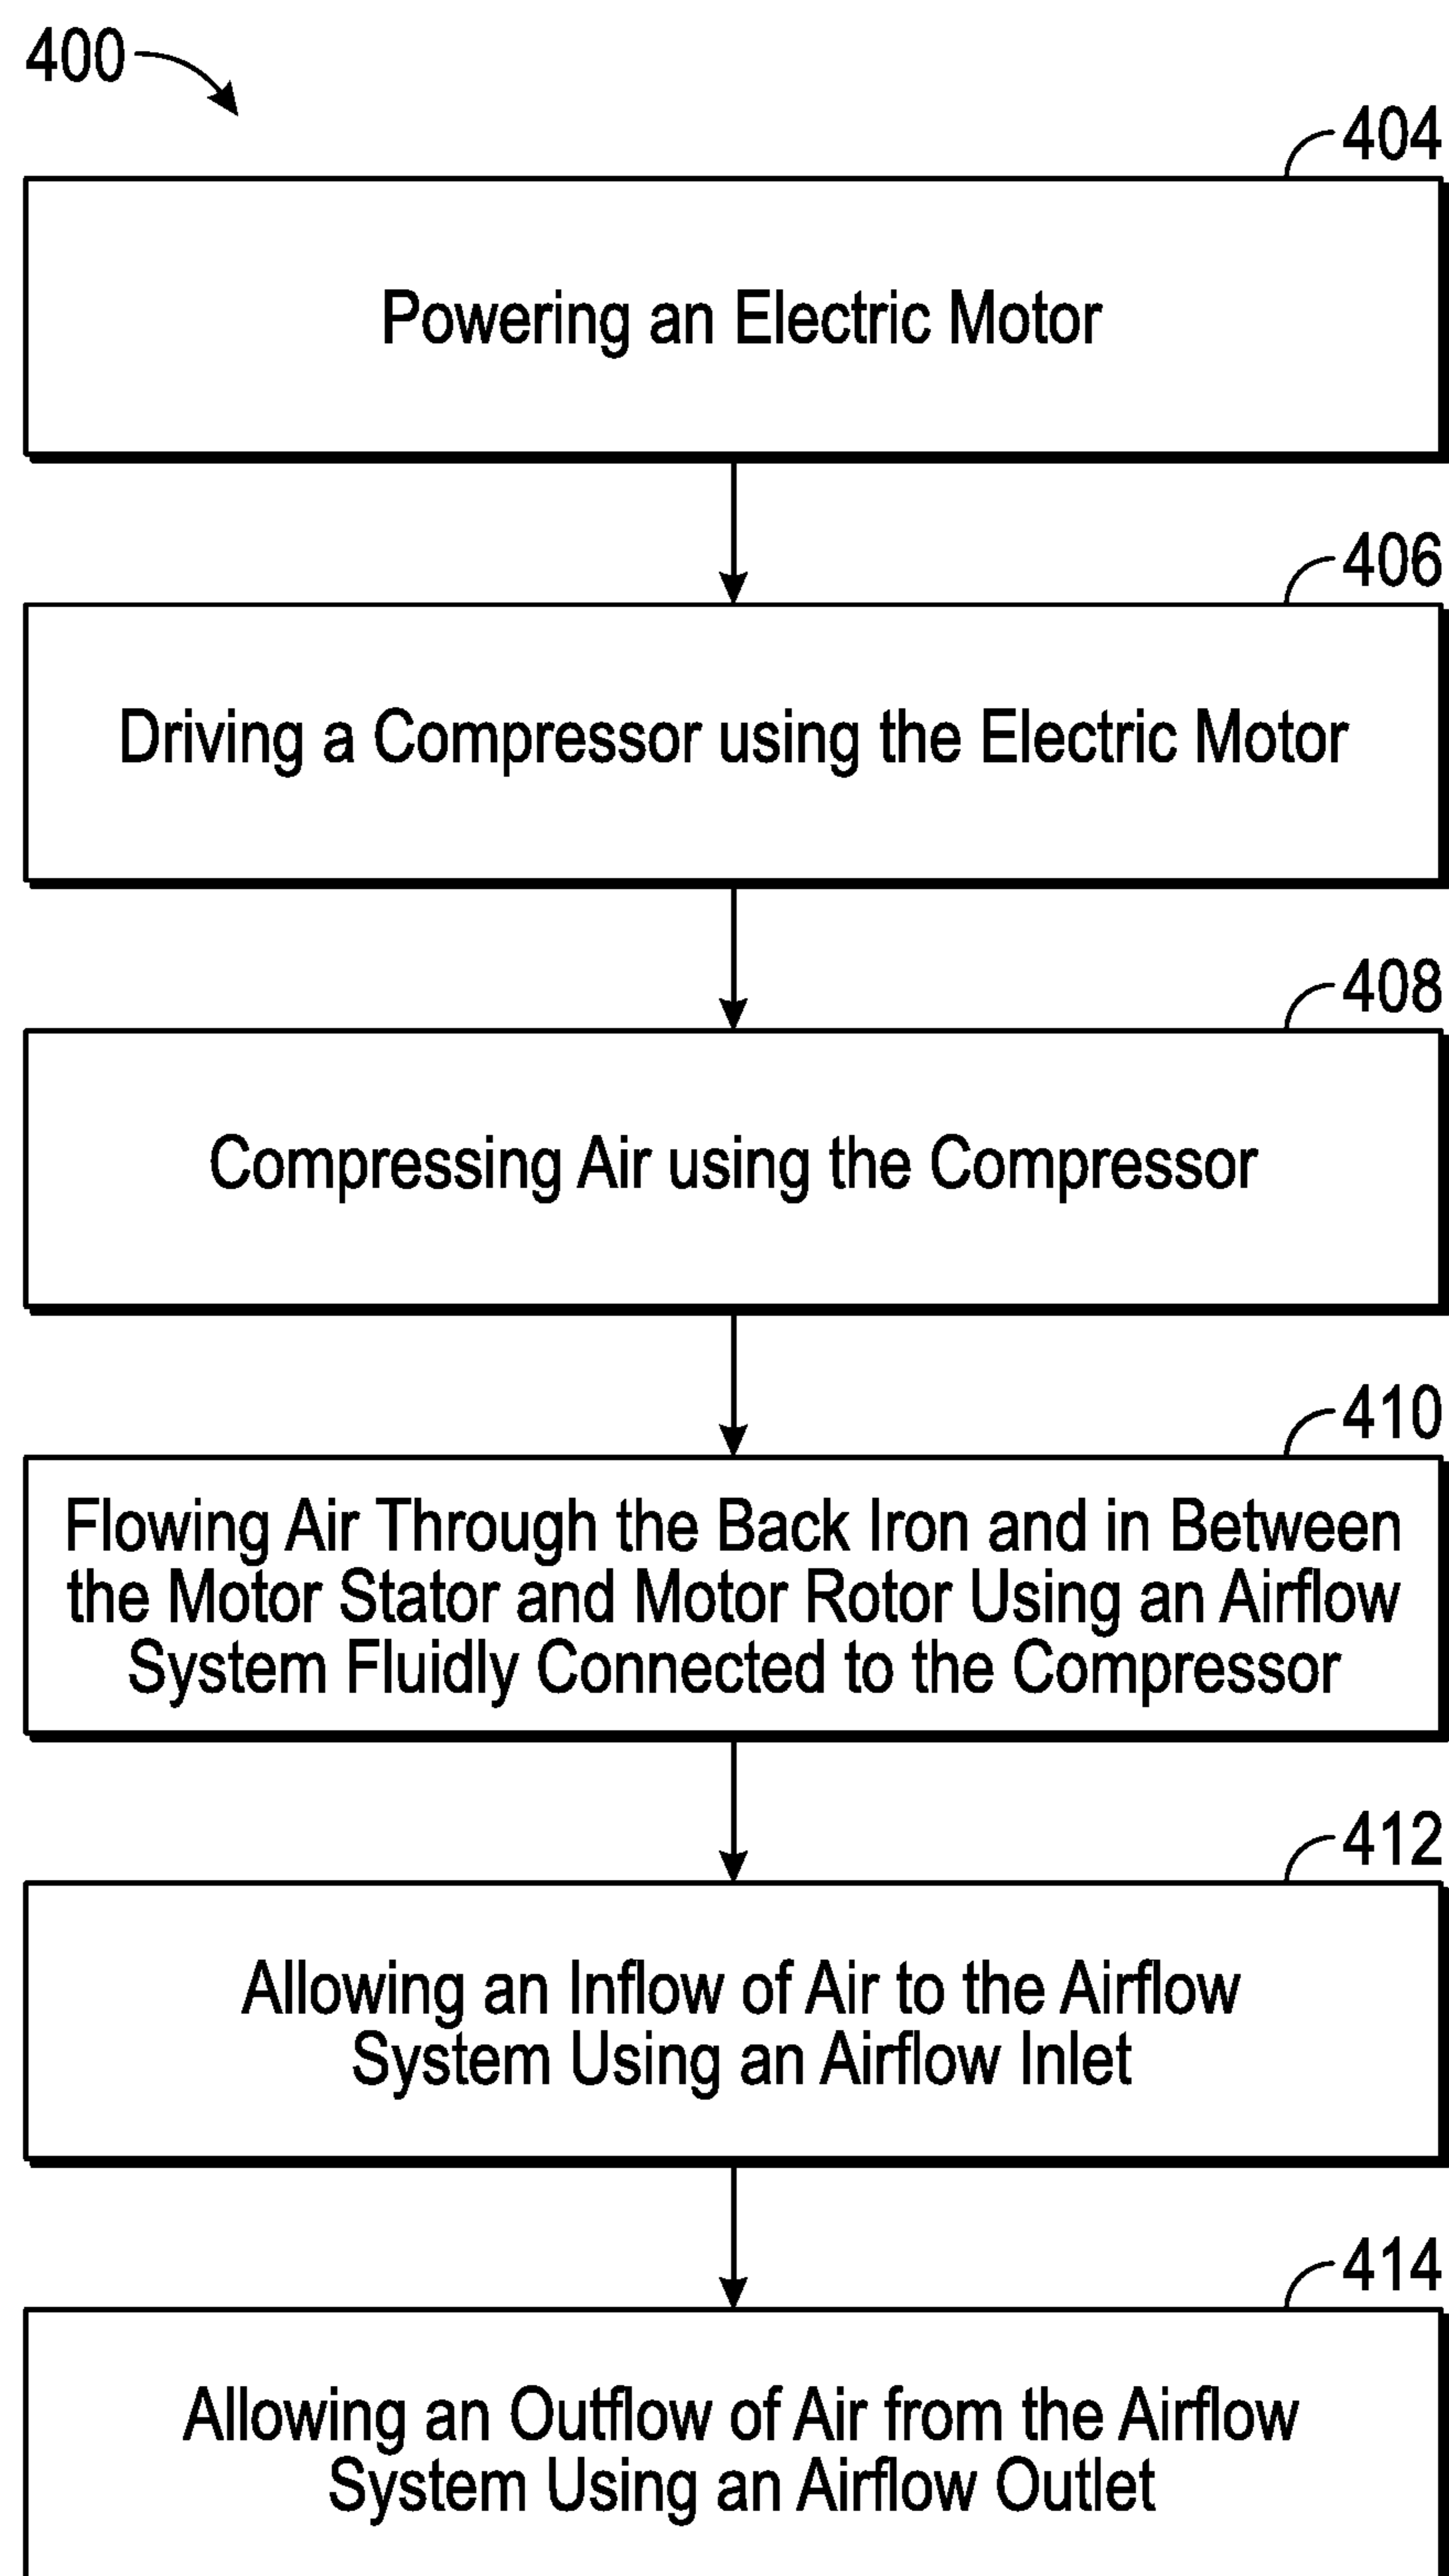 400
404
Powering an Electric Motor
406
Driving a Compressor using the Electric Motor
408
Compressing Air using the Compressor
410
Flowing Air Through the Back Iron and in Between
the Motor Stator and Motor Rotor Using an Airflow
System Fluidly Connected to the Compressor
412
Allowing an Inflow of Air to the Airflow
System Using an Airflow Inlet
414
Allowing an Outflow of Air from the Airflow
System Using an Airflow Outlet